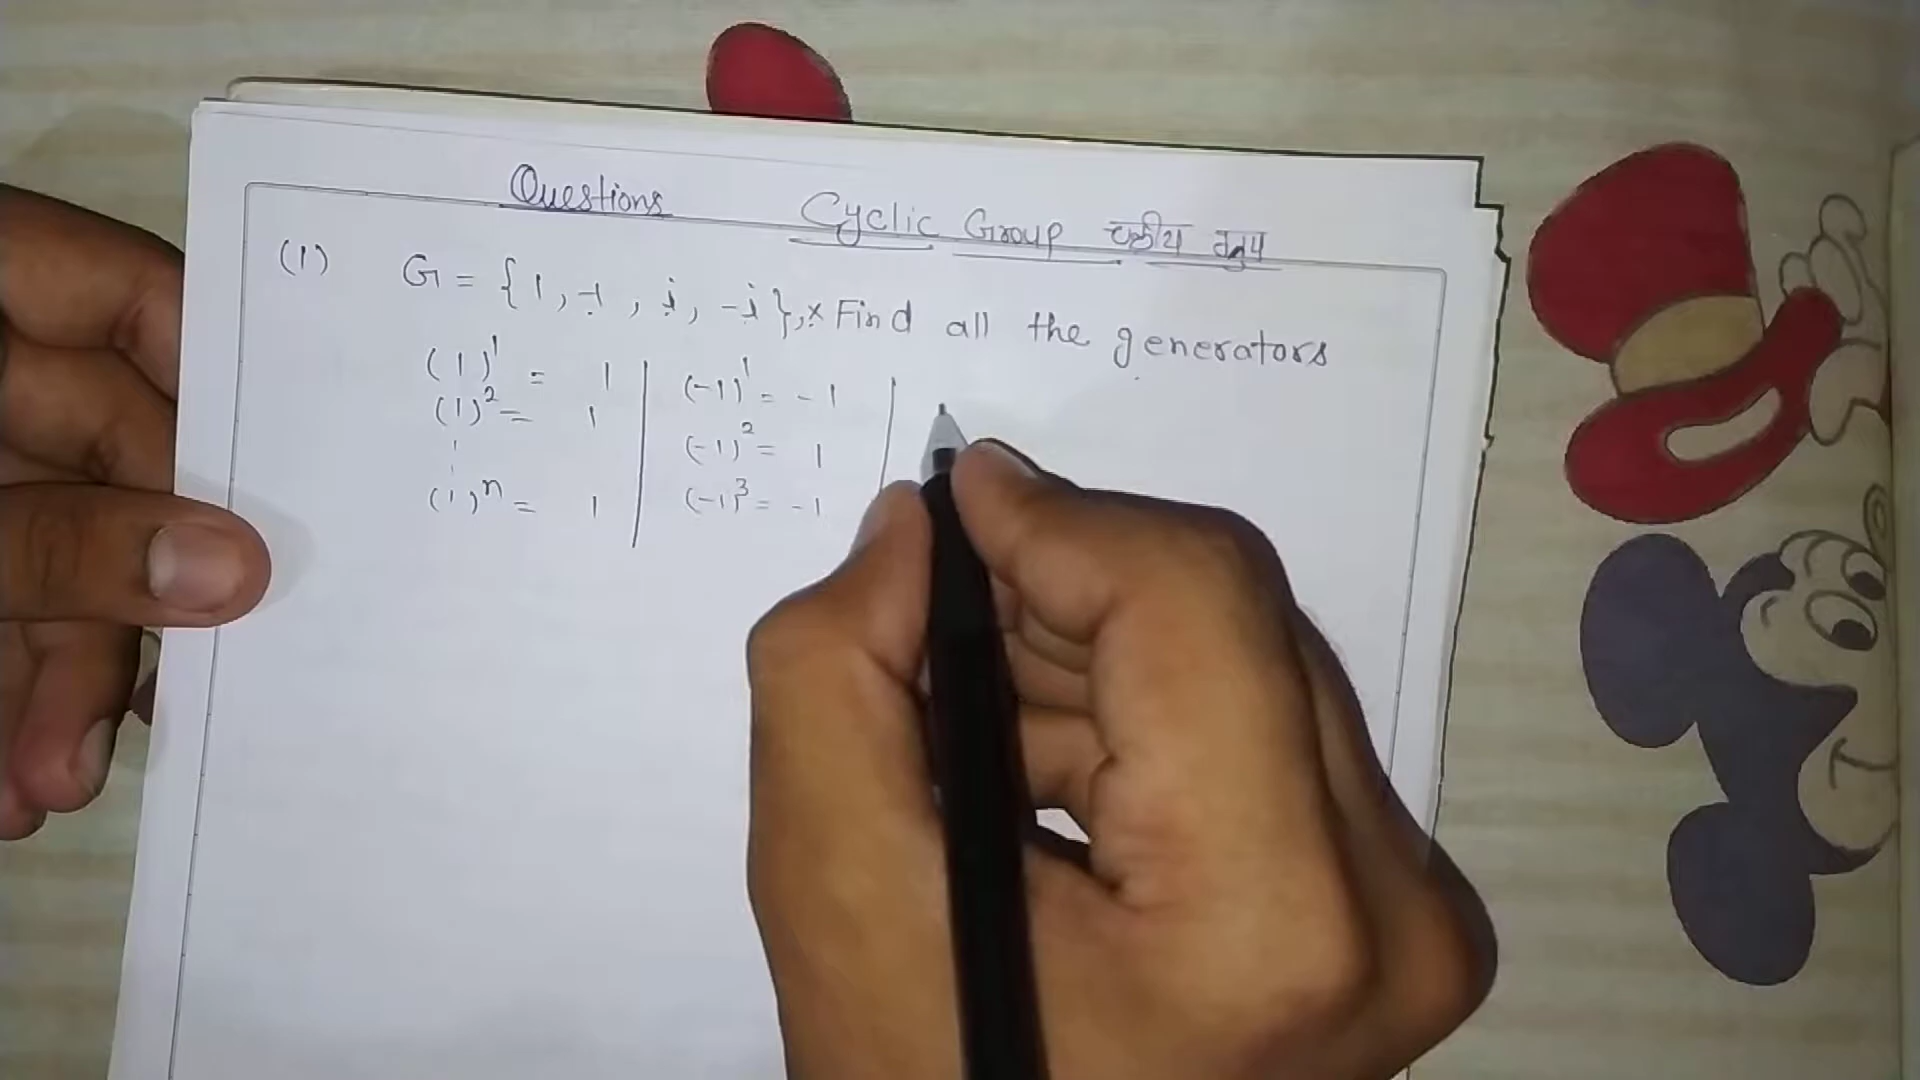 Questions Cyclic Group चक्रीय समूह
(1) G = {1, -1, i, -i}, × Find all the generators
(1)¹ = 1 | (-1)¹ = -1 |
(1)² = 1 | (-1)² = 1 |
⋮
(1)ⁿ = 1 | (-1)³ = -1